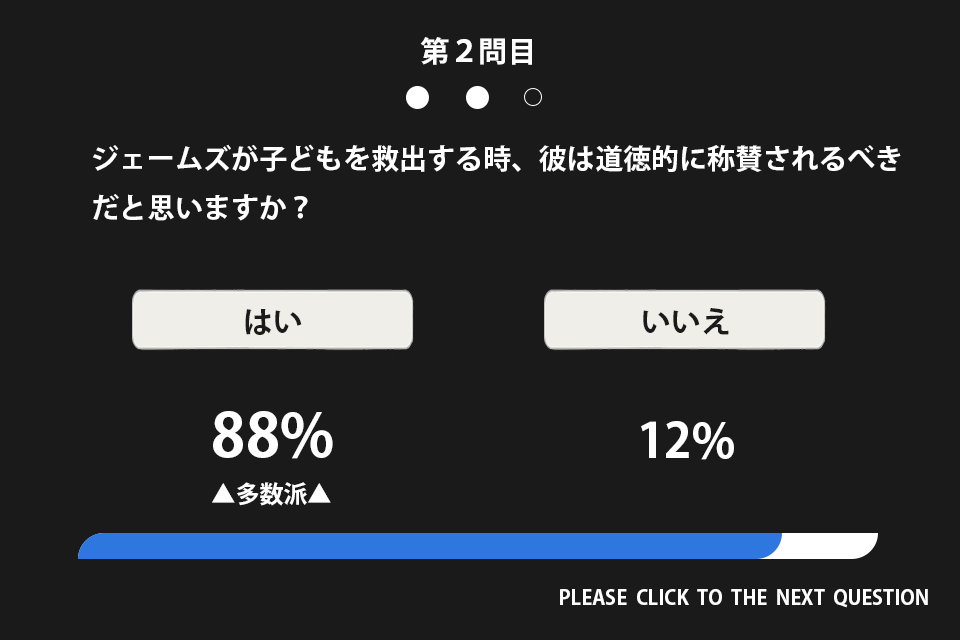 第２問目
ジェームズが子どもを救出する時、彼は道徳的に称賛されるべき
だと思いますか？
はい
いいえ
88%
12%
▲多数派▲
PLEASE CLICK TO THE NEXT QUESTION